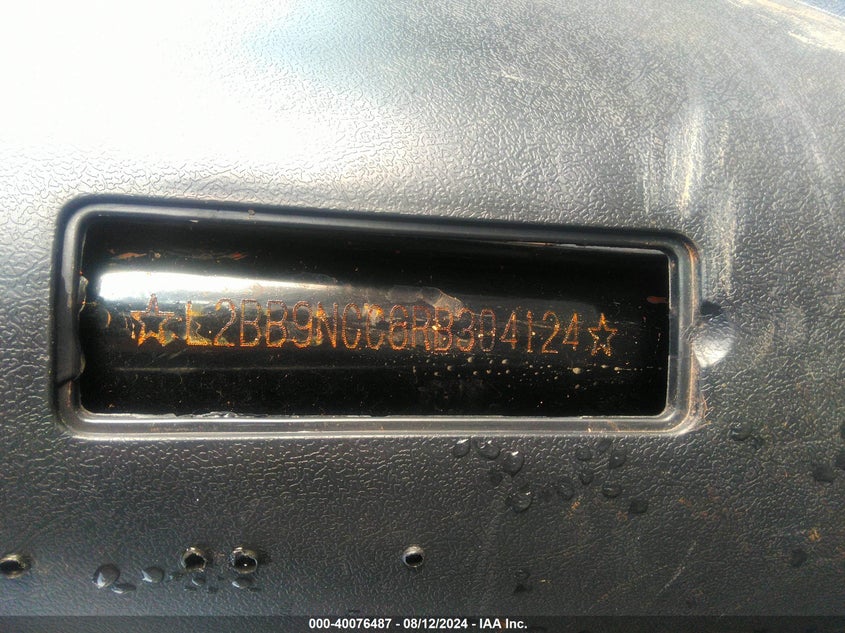 ☆L2BB9NCC6RB304124☆
000-40076487 - 08/12/2024 - IAA Inc.